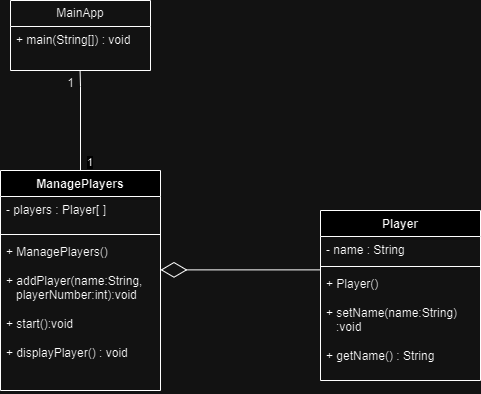 MainApp
+ main(String[]) : void
1
1
ManagePlayers
- players : Player[ ]
+ ManagePlayers()
+ addPlayer(name:String,
playerNumber:int):void
+ start():void
+ displayPlayer() : void
Player
- name : String
+ Player()
+ setName(name:String)
:void
+ getName() : String